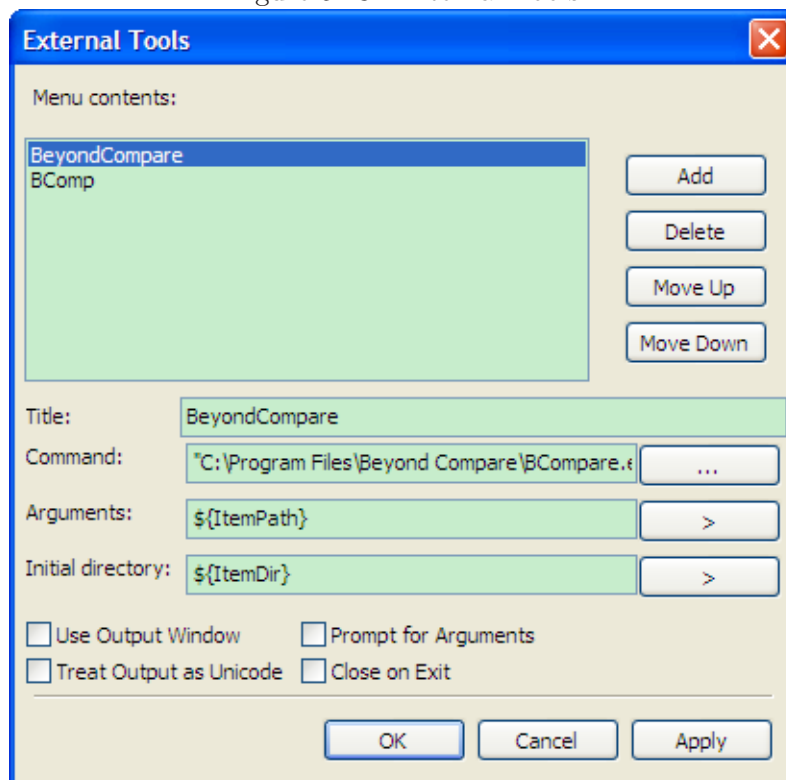 External Tools
Menu contents:
BeyondCompare
BComp
Add
Delete
Move Up
Move Down
Title: BeyondCompare
Command: "C:\Program Files\Beyond Compare\BCompare.e ...
Arguments: ${ItemPath} >
Initial directory: ${ItemDir} >
Use Output Window Prompt for Arguments
Treat Output as Unicode Close on Exit
OK Cancel Apply